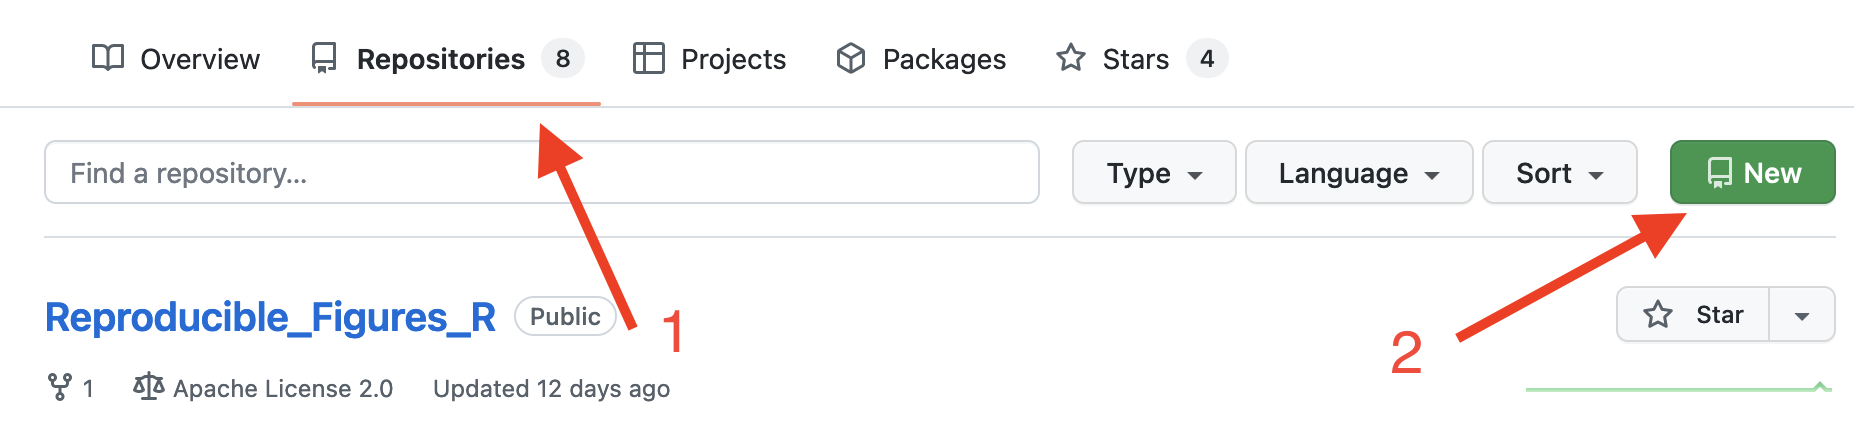 Overview Repositories 8 Projects Packages Stars 4
Find a repository... Type Language Sort New
Reproducible_Figures_R Public 1 2 Star
1 Apache License 2.0 Updated 12 days ago